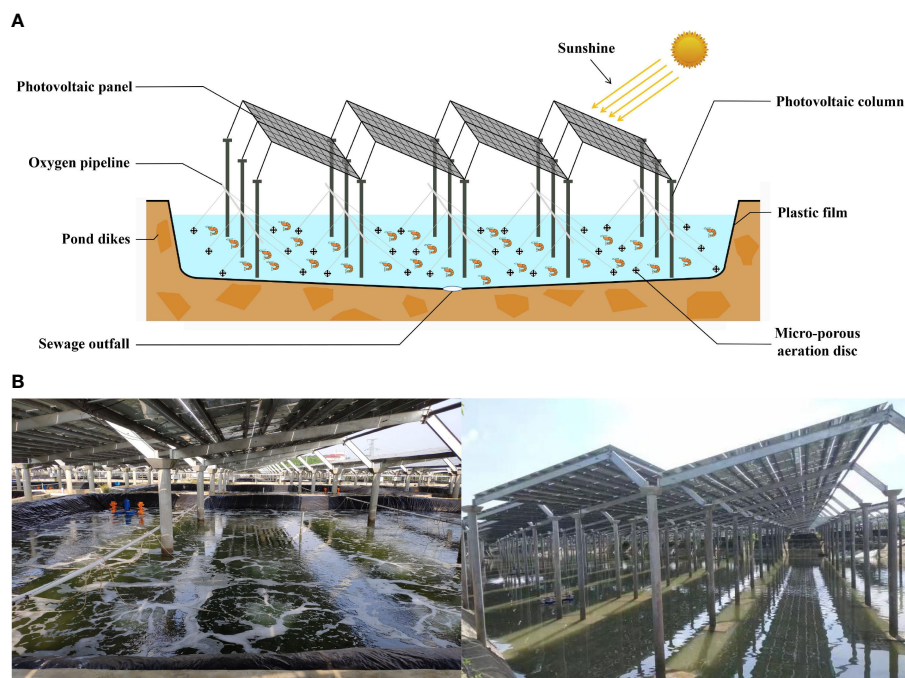 A
Sunshine
Photovoltaic panel
Photovoltaic column
Oxygen pipeline
Plastic film
Pond dikes
Sewage outfall
Micro-porous
aeration disc
B